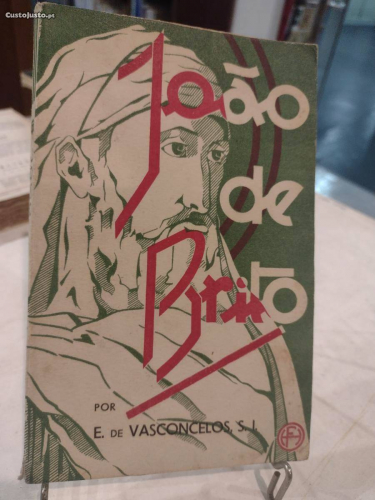 CustoJusto.pt
João
de
Brito
POR
E. DE VASCONCELOS, S. I.